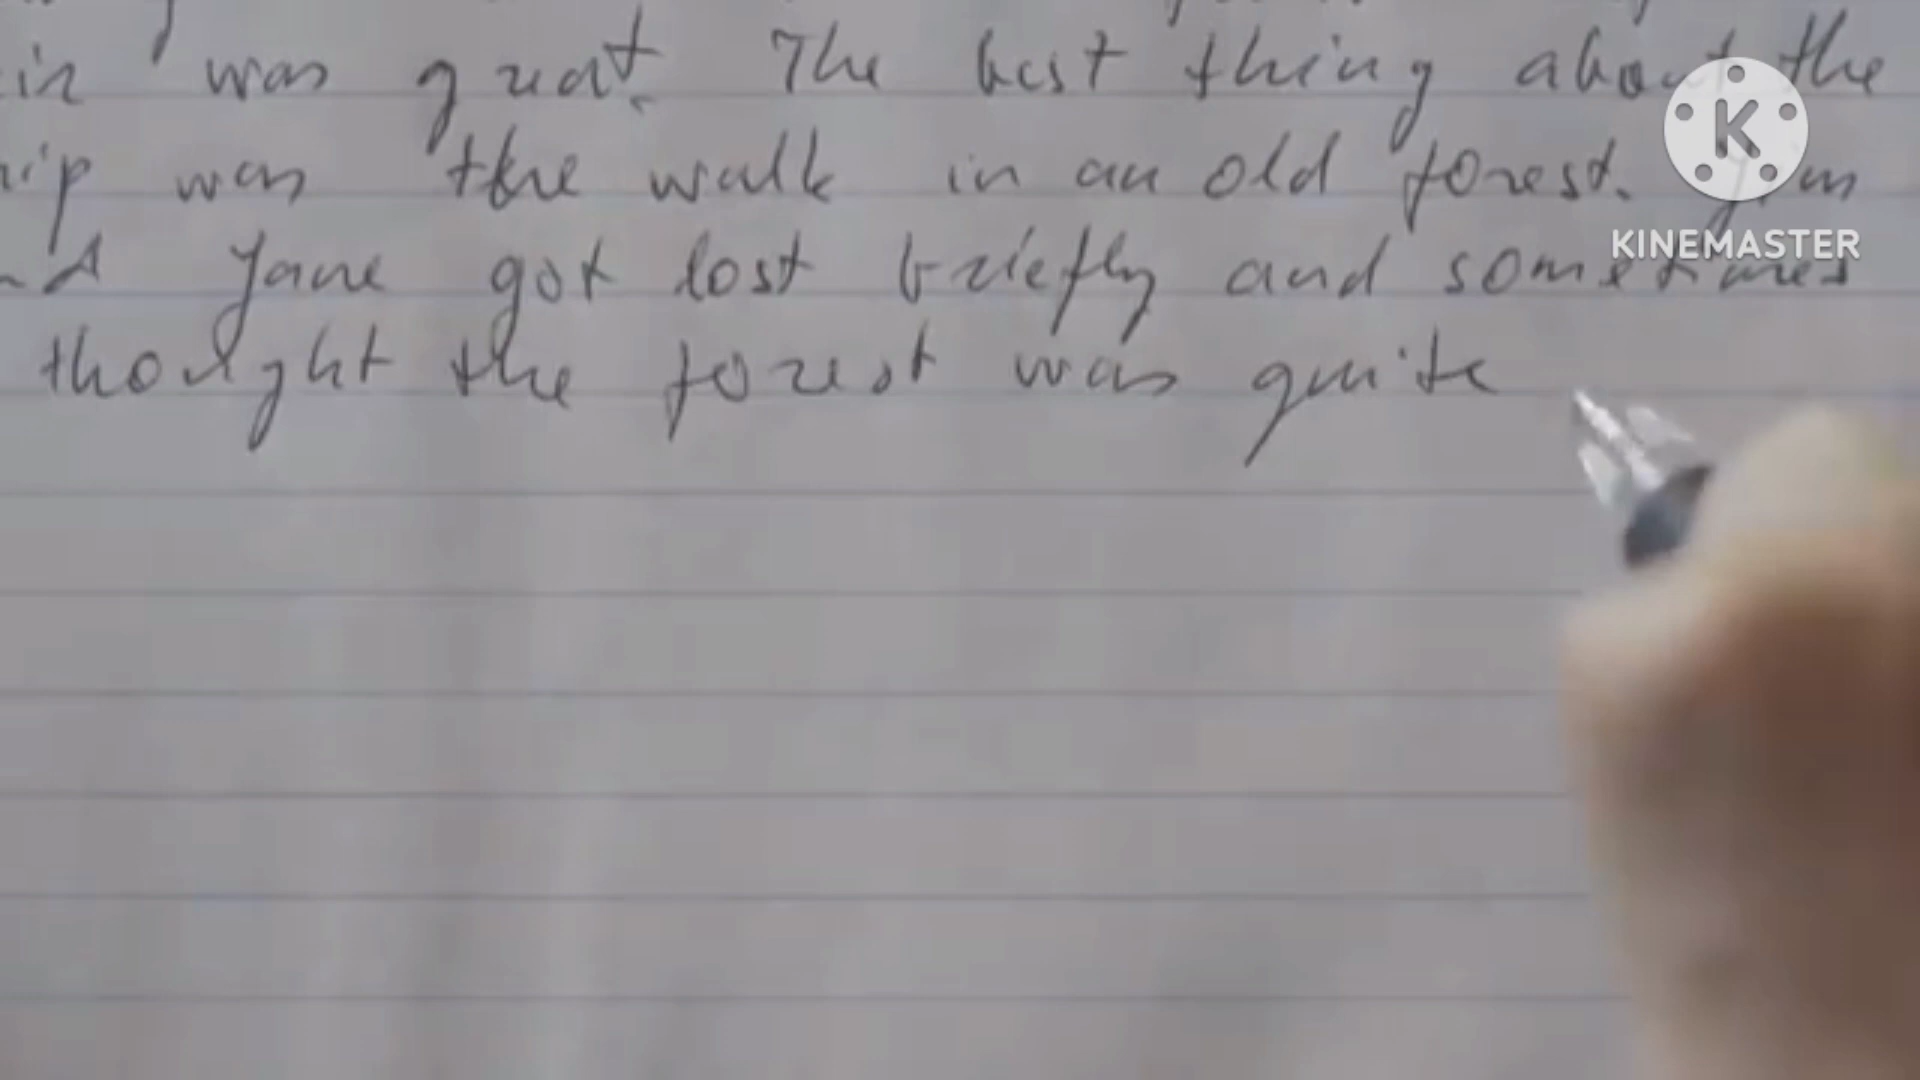 was great. The best thing about the
was the walk in an old forest. Jim
Jane got lost briefly and sometimes
thought the forest was quite
K
KINEMASTER